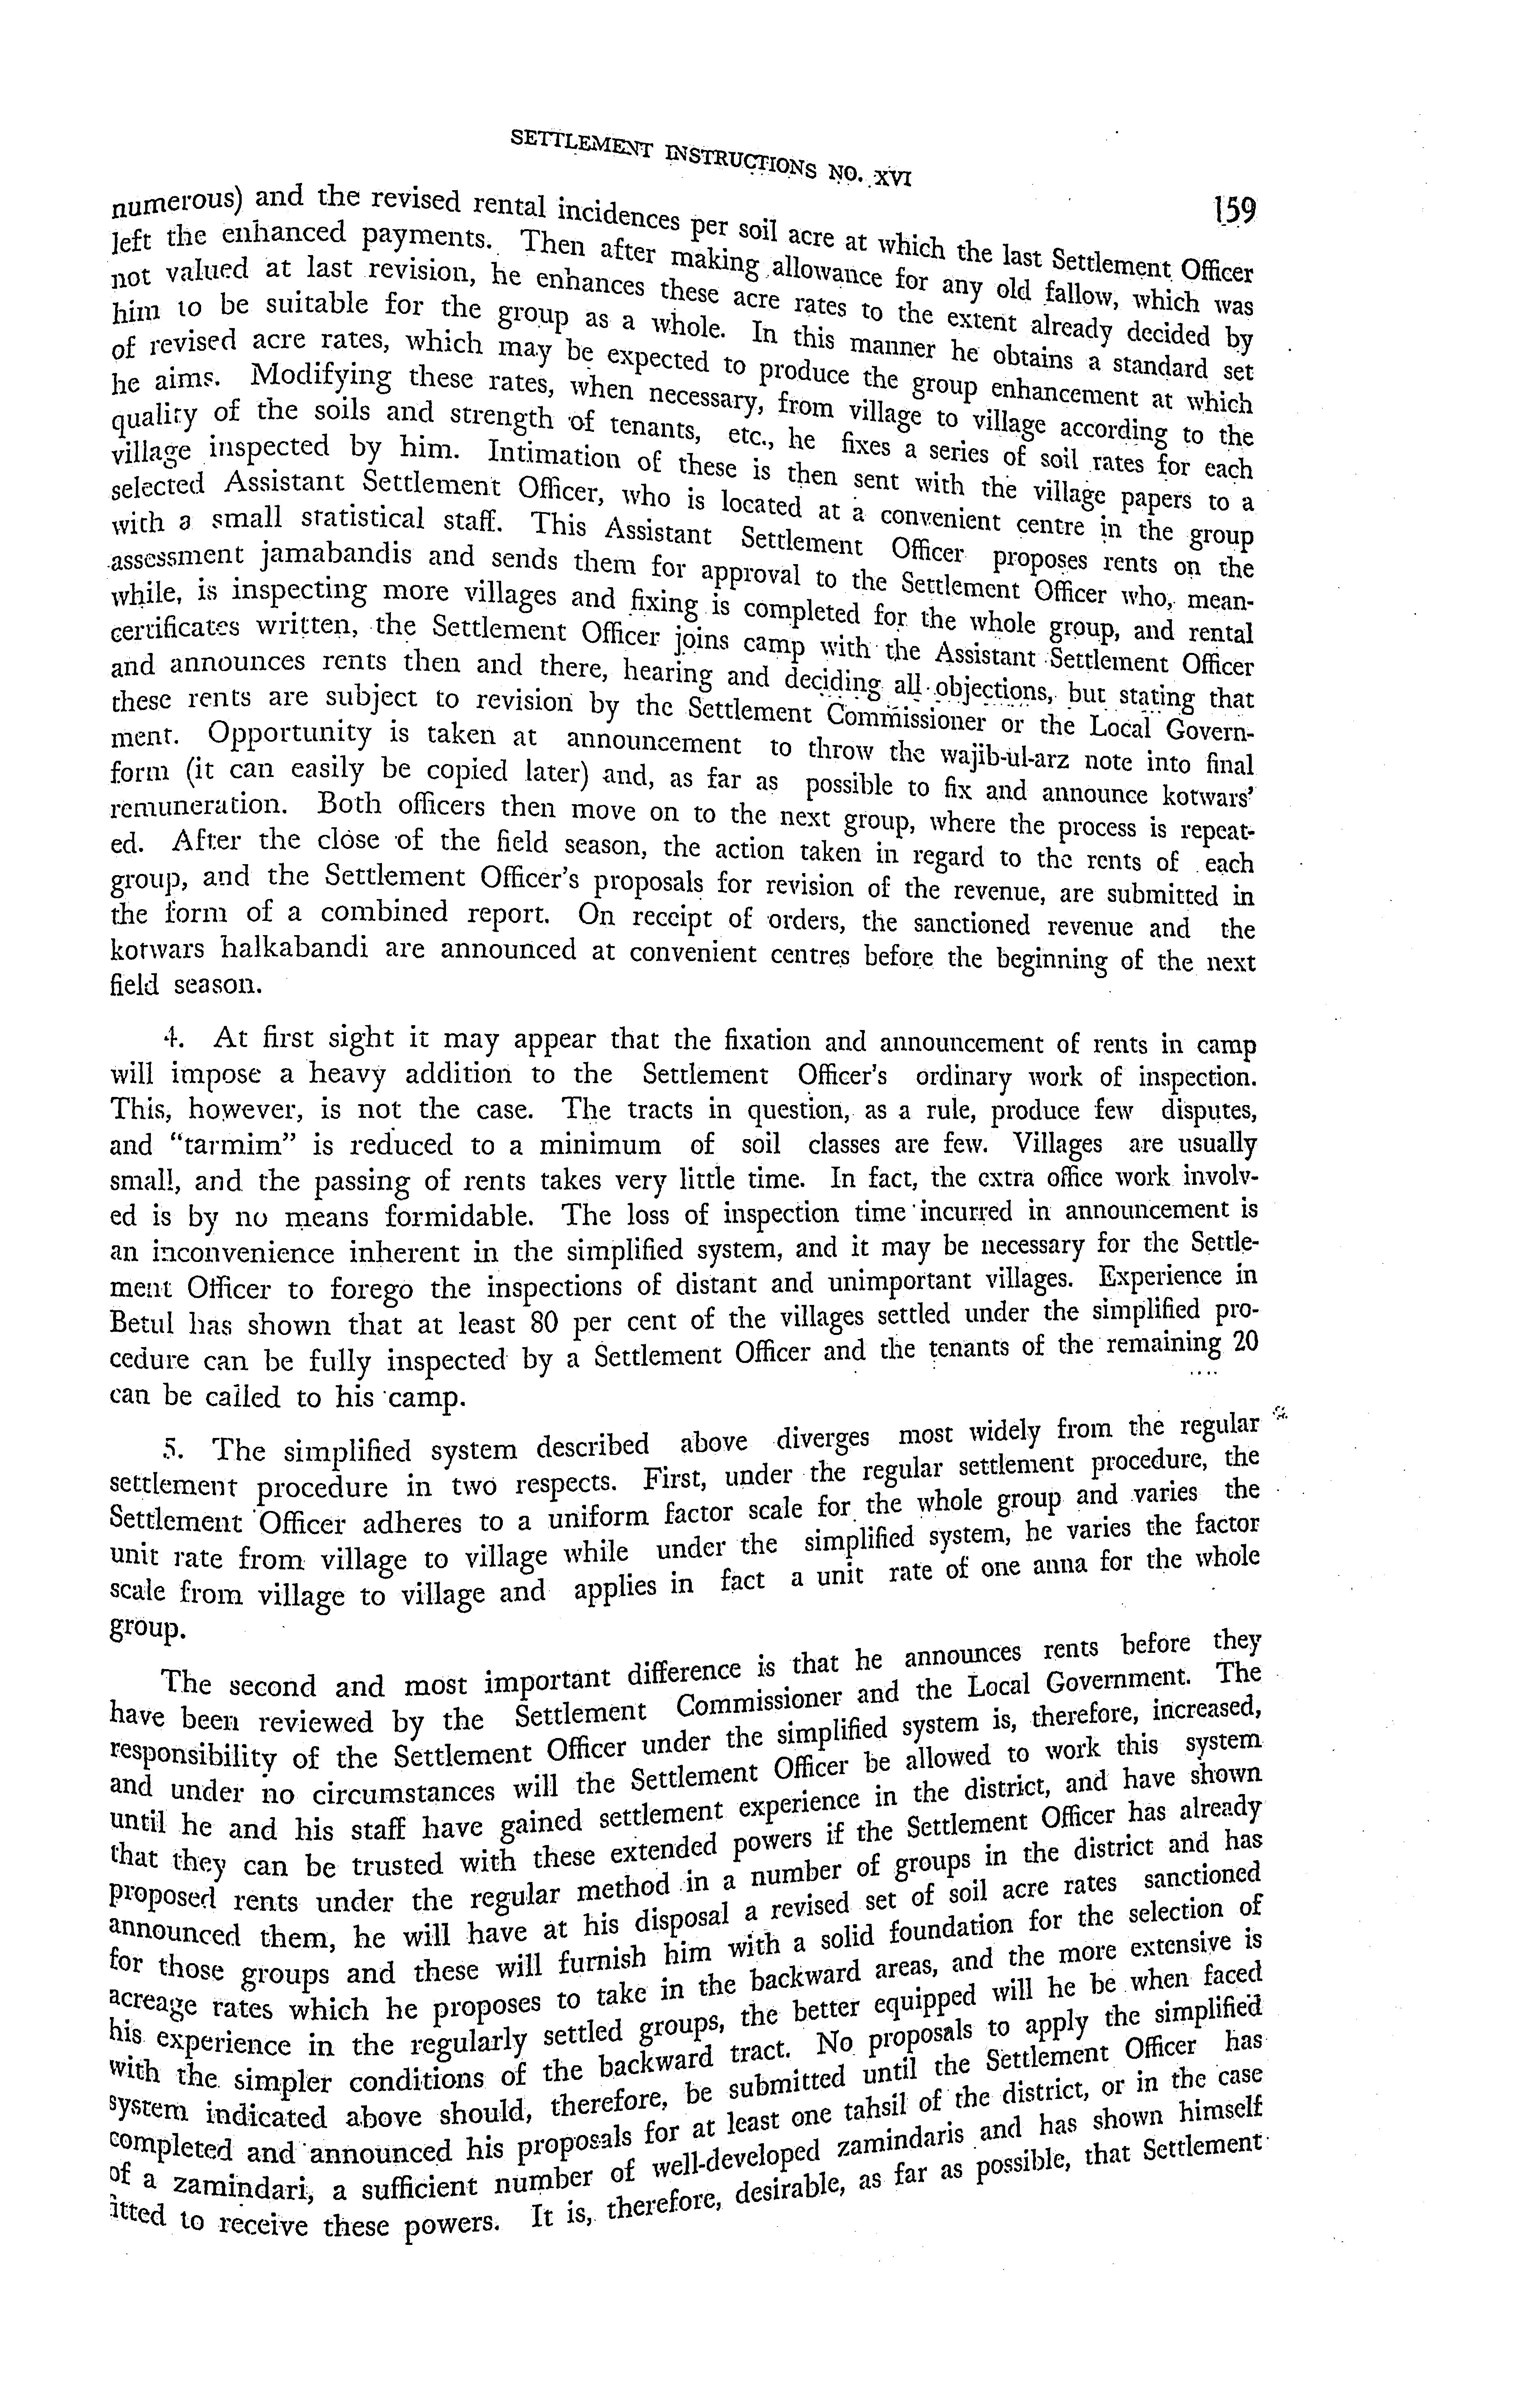 SETTLEMENT INSTRUCTIONS NO. XVI
159
numerous) and the revised rental incidences per soil acre at which the last Settlement Officer
left the enhanced payments. Then after making allowance for any old fallow, which was
not valued at last revision, he enhances these acre rates to the extent already decided by
him to be suitable for the group as a whole. In this manner he obtains a standard set
of revised acre rates, which may be expected to produce the group enhancement at which
he aims. Modifying these rates, when necessary, from village to village according to the
quality of the soils and strength of tenants, etc., he fixes a series of soil rates for each
village inspected by him. Intimation of these is then sent with the village papers to a
selected Assistant Settlement Officer, who is located at a convenient centre in the group
with a small statistical staff. This Assistant Settlement Officer proposes rents on the
assessment jamabandis and sends them for approval to the Settlement Officer who, mean-
while, is inspecting more villages and fixing is completed for the whole group, and rental
certificates written, the Settlement Officer joins camp with the Assistant Settlement Officer
and announces rents then and there, hearing and deciding all objections, but stating that
these rents are subject to revision by the Settlement Commissioner or the Local Govern-
ment. Opportunity is taken at announcement to throw the wajib-ul-arz note into final
form (it can easily be copied later) and, as far as possible to fix and announce kotwars'
remuneration. Both officers then move on to the next group, where the process is repeat-
ed. After the close of the field season, the action taken in regard to the rents of each
group, and the Settlement Officer's proposals for revision of the revenue, are submitted in
the form of a combined report. On receipt of orders, the sanctioned revenue and the
kotwars halkabandi are announced at convenient centres before the beginning of the next
field season.
4. At first sight it may appear that the fixation and announcement of rents in camp
will impose a heavy addition to the Settlement Officer's ordinary work of inspection.
This, however, is not the case. The tracts in question, as a rule, produce few disputes,
and "tarmim" is reduced to a minimum of soil classes are few. Villages are usually
small, and the passing of rents takes very little time. In fact, the extra office work involv-
ed is by no means formidable. The loss of inspection time incurred in announcement is
an inconvenience inherent in the simplified system, and it may be necessary for the Settle-
ment Officer to forego the inspections of distant and unimportant villages. Experience in
Betul has shown that at least 80 per cent of the villages settled under the simplified pro-
cedure can be fully inspected by a Settlement Officer and the tenants of the remaining 20
can be called to his camp.
5. The simplified system described above diverges most widely from the regular
settlement procedure in two respects. First, under the regular settlement procedure, the
Settlement Officer adheres to a uniform factor scale for the whole group and varies the
unit rate from village to village while under the simplified system, he varies the factor
scale from village to village and applies in fact a unit rate of one anna for the whole
group.
The second and most important difference is that he announces rents before they
have been reviewed by the Settlement Commissioner and the Local Government. The
responsibility of the Settlement Officer under the simplified system is, therefore, increased,
and under no circumstances will the Settlement Officer be allowed to work this system
until he and his staff have gained settlement experience in the district, and have shown
that they can be trusted with these extended powers if the Settlement Officer has already
proposed rents under the regular method in a number of groups in the district and has
announced them, he will have at his disposal a revised set of soil acre rates sanctioned
for those groups and these will furnish him with a solid foundation for the selection of
acreage rates which he proposes to take in the backward areas, and the more extensive is
his experience in the regularly settled groups, the better equipped will he be when faced
with the simpler conditions of the backward tract. No proposals to apply the simplified
system indicated above should, therefore, be submitted until the Settlement Officer has
completed and announced his proposals for at least one tahsil of the district, or in the case
of a zamindari, a sufficient number of well-developed zamindaris and has shown himself
itted to receive these powers. It is, therefore, desirable, as far as possible, that Settlement